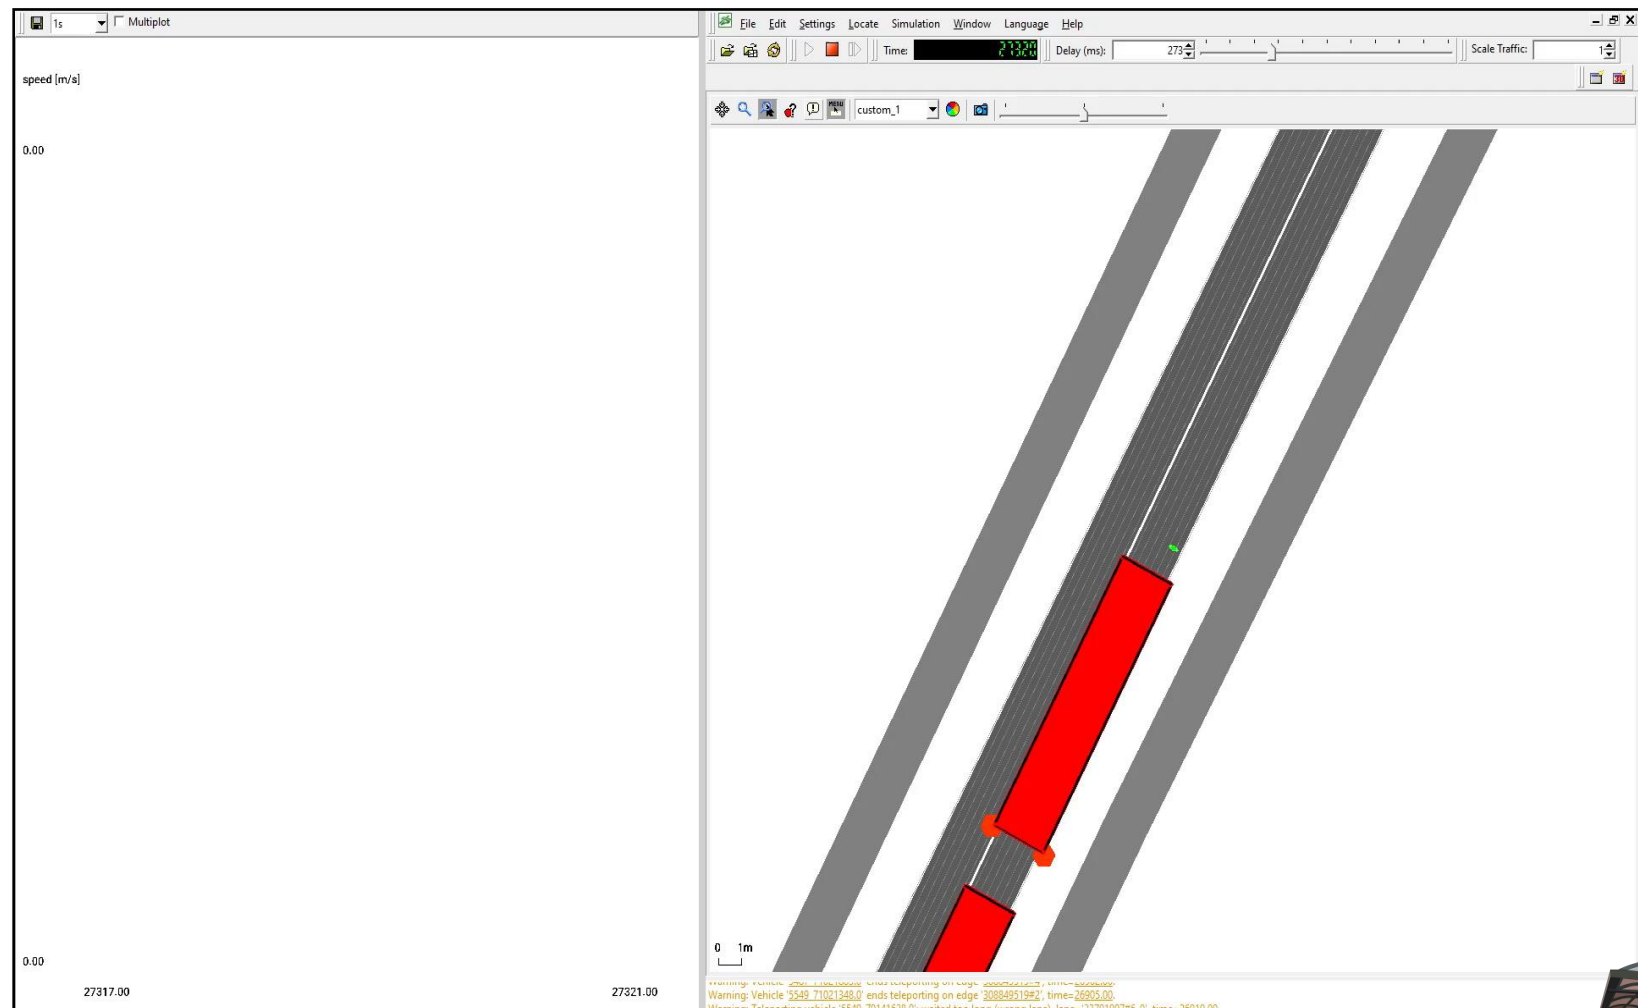 1s Multiplot
speed [m/s]
0.00
0.00
27317.00 27321.00
File Edit Settings Locate Simulation Window Language Help
Time: 27320 Delay (ms): 273 Scale Traffic: 1
MENU custom_1
0 1m
Warning: Vehicle '5549_71021348.0' ends teleporting on edge '308849519#2', time=26905.00.